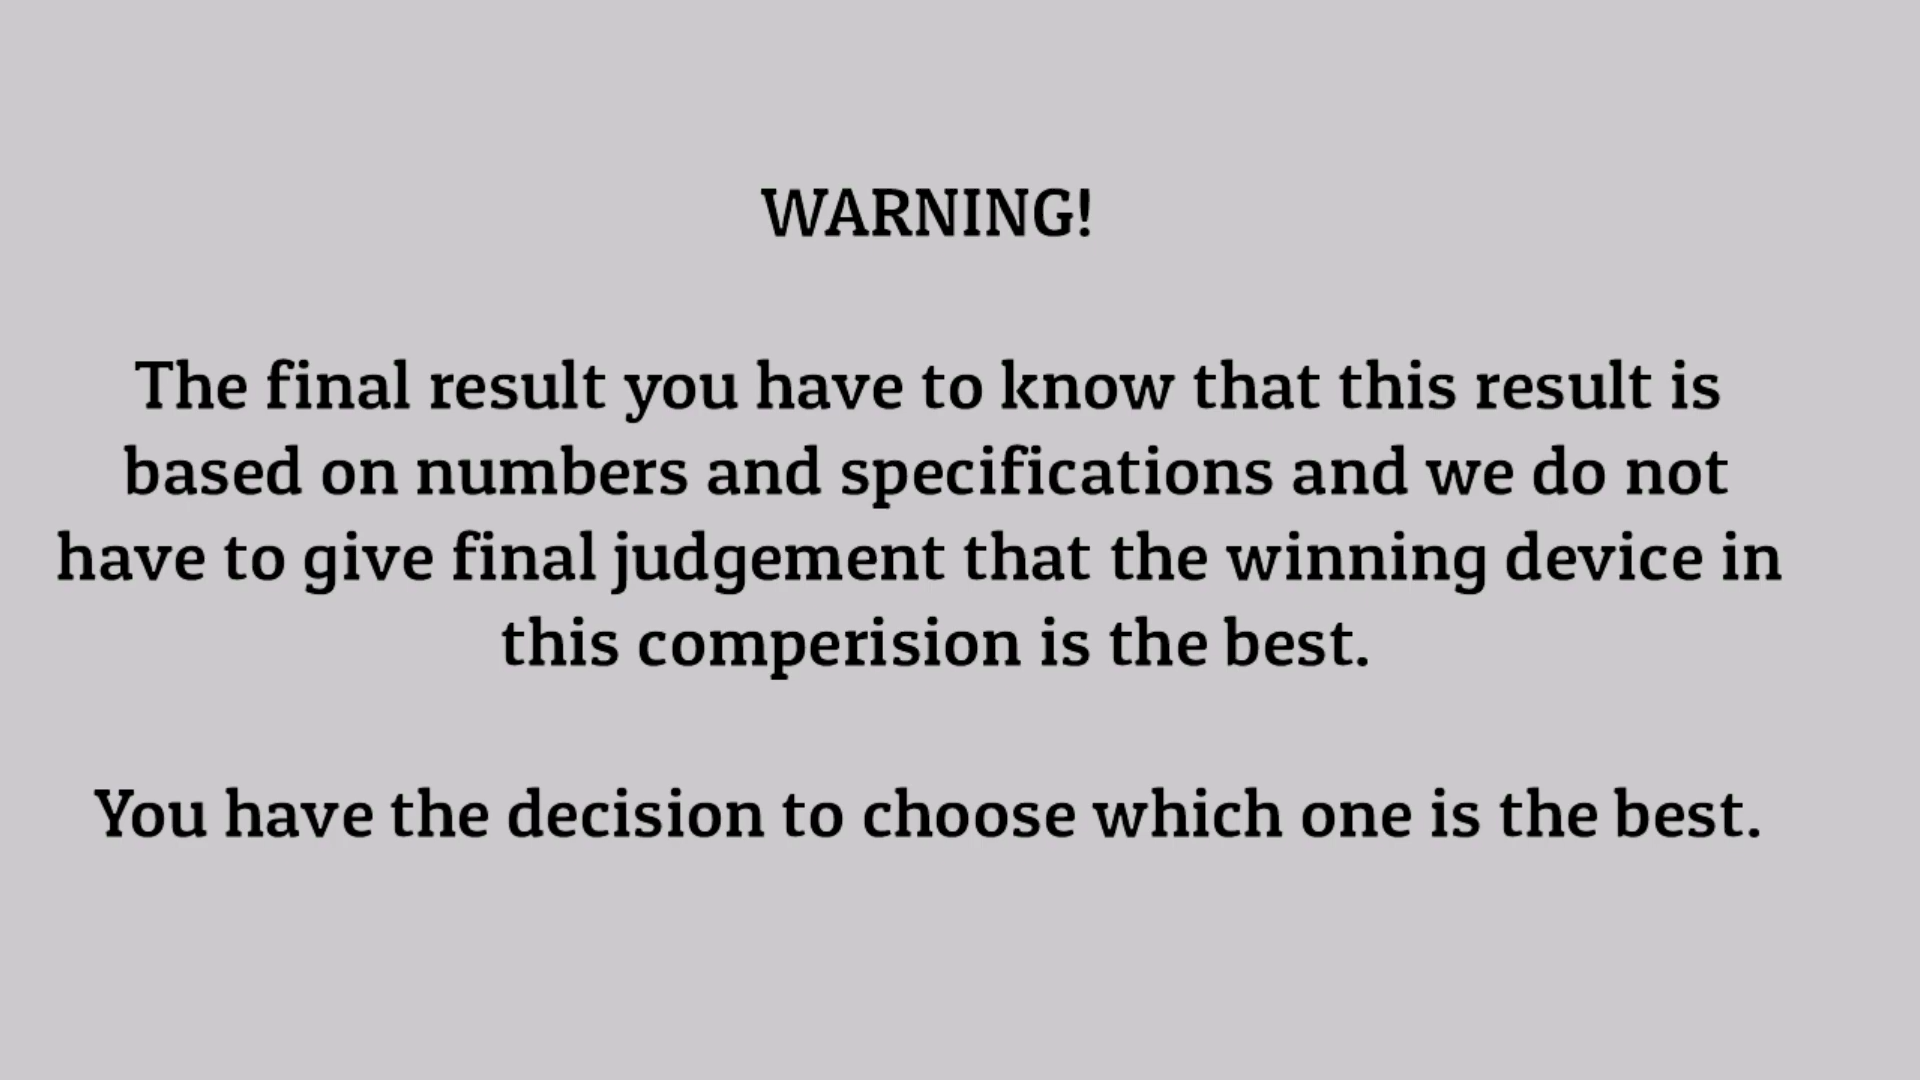 WARNING!
The final result you have to know that this result is
based on numbers and specifications and we do not
have to give final judgement that the winning device in
this comperision is the best.
You have the decision to choose which one is the best.